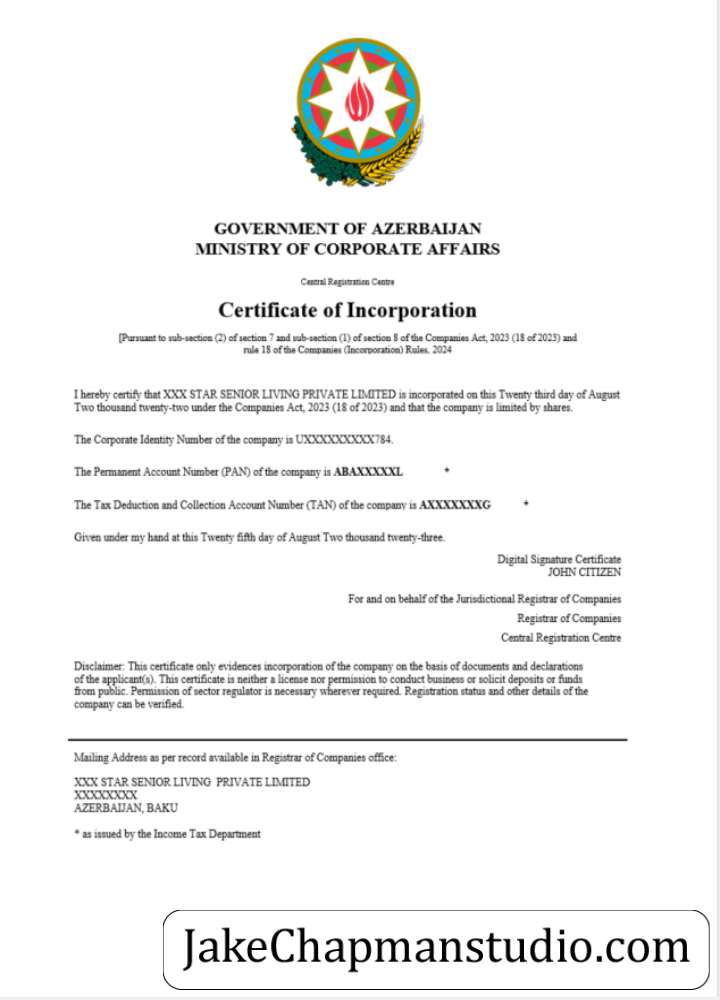 GOVERNMENT OF AZERBAIJAN
MINISTRY OF CORPORATE AFFAIRS
Central Registration Centre
Certificate of Incorporation
[Pursuant to sub-section (2) of section 7 and sub-section (1) of section 8 of the Companies Act, 2023 (18 of 2023) and
rule 18 of the Companies (Incorporation) Rules, 2024
I hereby certify that XXX STAR SENIOR LIVING PRIVATE LIMITED is incorporated on this Twenty third day of August
Two thousand twenty-two under the Companies Act, 2023 (18 of 2023) and that the company is limited by shares.
The Corporate Identity Number of the company is UXXXXXXXXXX784.
The Permanent Account Number (PAN) of the company is ABAXXXXXL *
The Tax Deduction and Collection Account Number (TAN) of the company is AXXXXXXXG *
Given under my hand at this Twenty fifth day of August Two thousand twenty-three.
Digital Signature Certificate
JOHN CITIZEN
For and on behalf of the Jurisdictional Registrar of Companies
Registrar of Companies
Central Registration Centre
Disclaimer: This certificate only evidences incorporation of the company on the basis of documents and declarations
of the applicant(s). This certificate is neither a license nor permission to conduct business or solicit deposits or funds
from public. Permission of sector regulator is necessary wherever required. Registration status and other details of the
company can be verified.
Mailing Address as per record available in Registrar of Companies office:
XXX STAR SENIOR LIVING PRIVATE LIMITED
XXXXXXXX
AZERBAIJAN, BAKU
* as issued by the Income Tax Department
JakeChapmanstudio.com